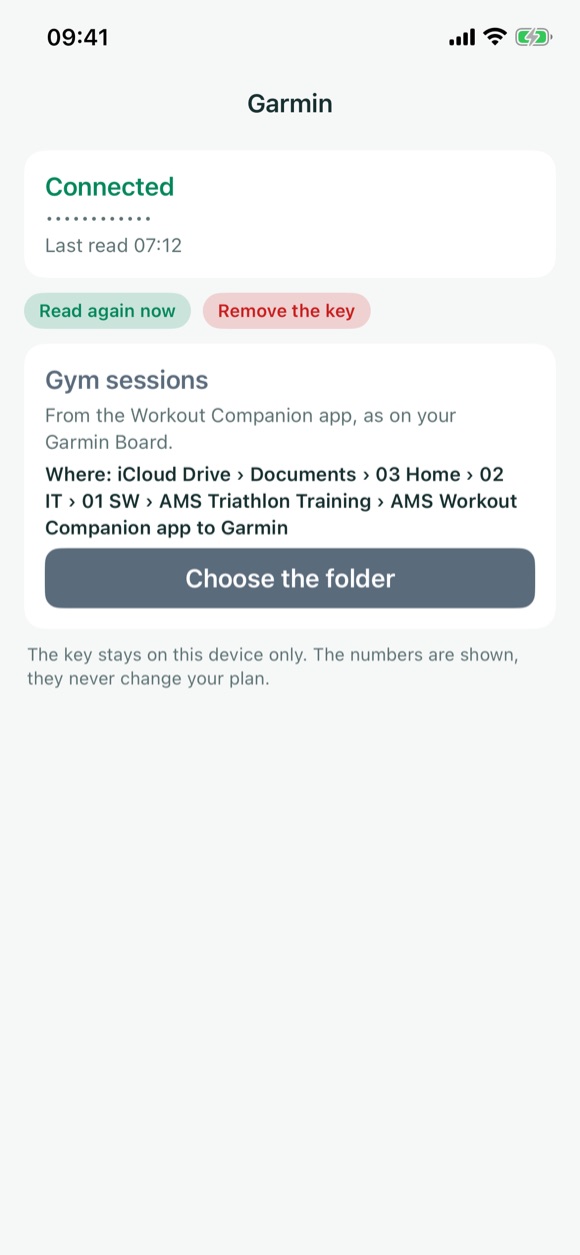 09:41
Garmin
Connected
············
Last read 07:12
Read again now
Remove the key
Gym sessions
From the Workout Companion app, as on your
Garmin Board.
Where: iCloud Drive › Documents › 03 Home › 02
IT › 01 SW › AMS Triathlon Training › AMS Workout
Companion app to Garmin
Choose the folder
The key stays on this device only. The numbers are shown,
they never change your plan.